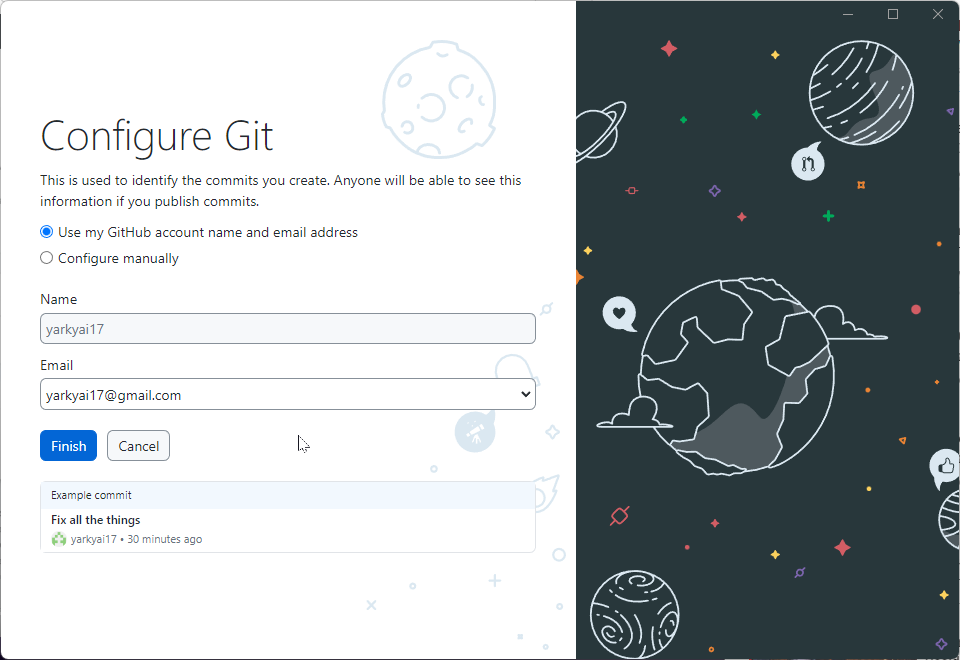 Configure Git
This is used to identify the commits you create. Anyone will be able to see this
information if you publish commits.
Use my GitHub account name and email address
Configure manually
Name
yarkyai17
Email
yarkyai17@gmail.com
Finish
Cancel
Example commit
Fix all the things
yarkyai17 • 30 minutes ago